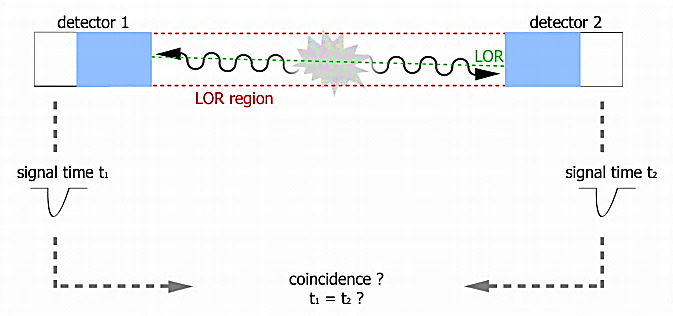 detector 1
detector 2
LOR
LOR region
signal time t₁
signal time t₂
coincidence ?
t₁ = t₂ ?